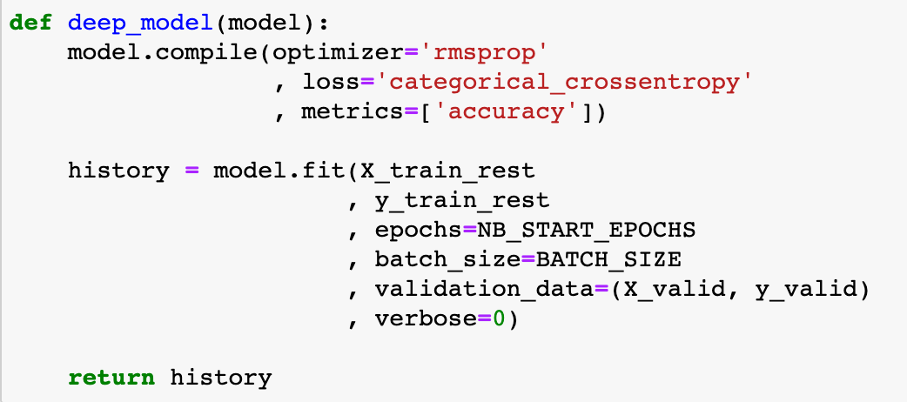 def deep_model(model):
    model.compile(optimizer='rmsprop'
                  , loss='categorical_crossentropy'
                  , metrics=['accuracy'])
    history = model.fit(X_train_rest
                       , y_train_rest
                       , epochs=NB_START_EPOCHS
                       , batch_size=BATCH_SIZE
                       , validation_data=(X_valid, y_valid)
                       , verbose=0)
    return history